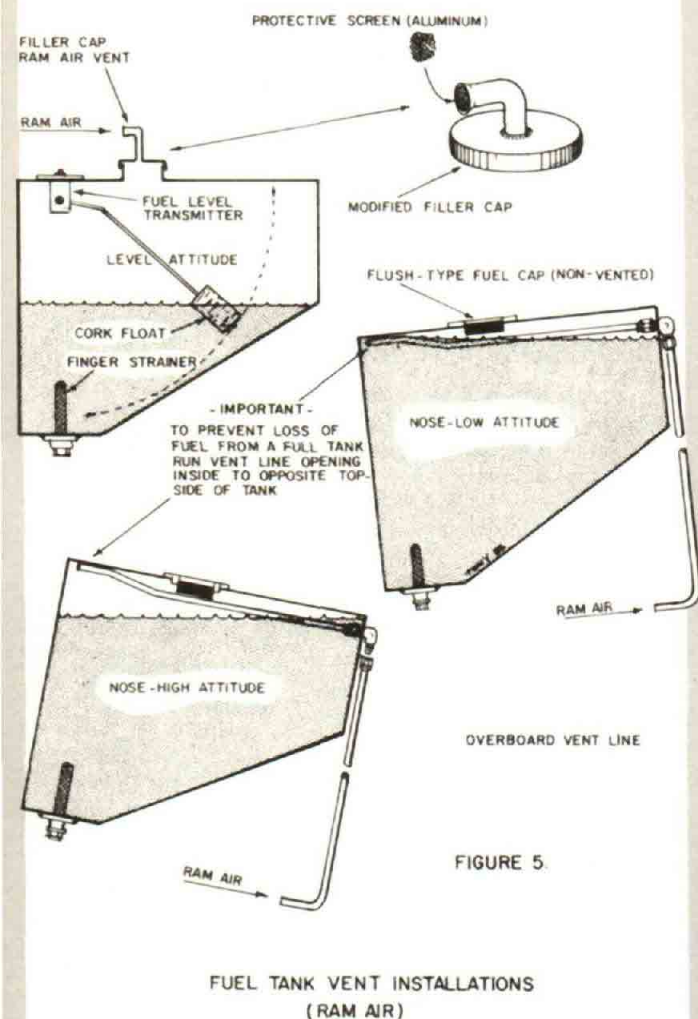 PROTECTIVE SCREEN (ALUMINUM)
FILLER CAP
RAM AIR VENT
RAM AIR
FUEL LEVEL
TRANSMITTER
MODIFIED FILLER CAP
LEVEL ATTITUDE
FLUSH-TYPE FUEL CAP (NON-VENTED)
CORK FLOAT
FINGER STRAINER
- IMPORTANT -
TO PREVENT LOSS OF
FUEL FROM A FULL TANK
RUN VENT LINE OPENING
INSIDE TO OPPOSITE TOP-
SIDE OF TANK
NOSE-LOW ATTITUDE
RAM AIR
NOSE-HIGH ATTITUDE
OVERBOARD VENT LINE
RAM AIR
FIGURE 5.
FUEL TANK VENT INSTALLATIONS
(RAM AIR)